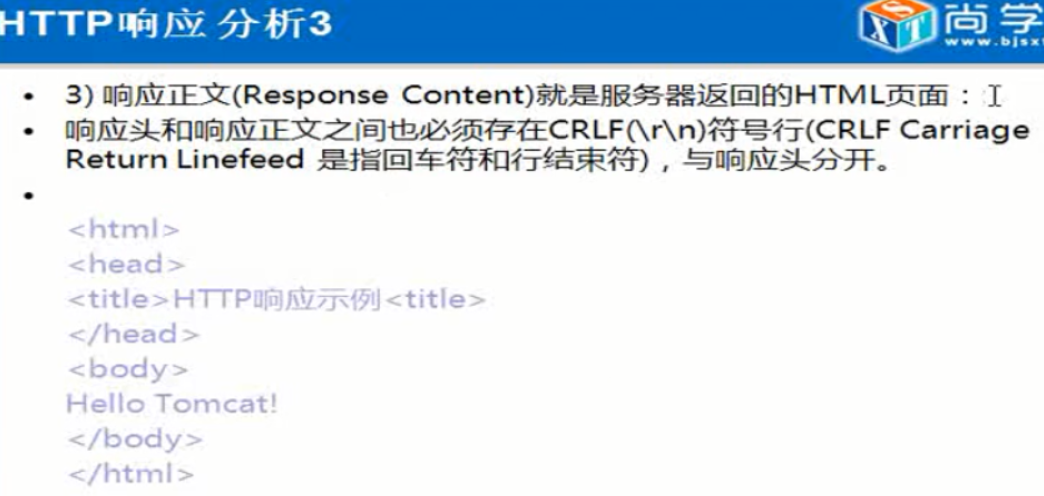 HTTP响应 分析3
SXT 尚学
www.bjsxt
• 3) 响应正文(Response Content)就是服务器返回的HTML页面：
• 响应头和响应正文之间也必须存在CRLF(\r\n)符号行(CRLF Carriage
Return Linefeed 是指回车符和行结束符)，与响应头分开。
•
<html>
<head>
<title>HTTP响应示例<title>
</head>
<body>
Hello Tomcat!
</body>
</html>